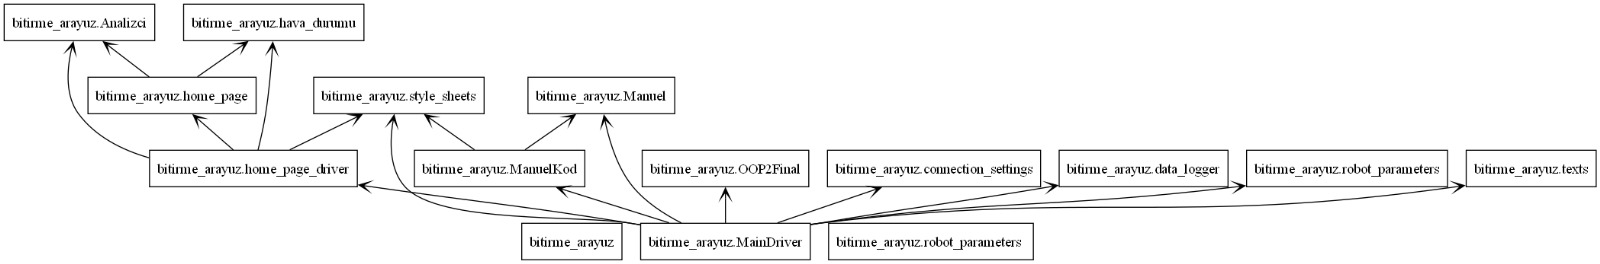 bitirme_arayuz.Analizci
bitirme_arayuz.hava_durumu
bitirme_arayuz.home_page
bitirme_arayuz.style_sheets
bitirme_arayuz.Manuel
bitirme_arayuz.home_page_driver
bitirme_arayuz.ManuelKod
bitirme_arayuz.OOP2Final
bitirme_arayuz.connection_settings
bitirme_arayuz.data_logger
bitirme_arayuz.robot_parameters
bitirme_arayuz.texts
bitirme_arayuz
bitirme_arayuz.MainDriver
bitirme_arayuz.robot_parameters